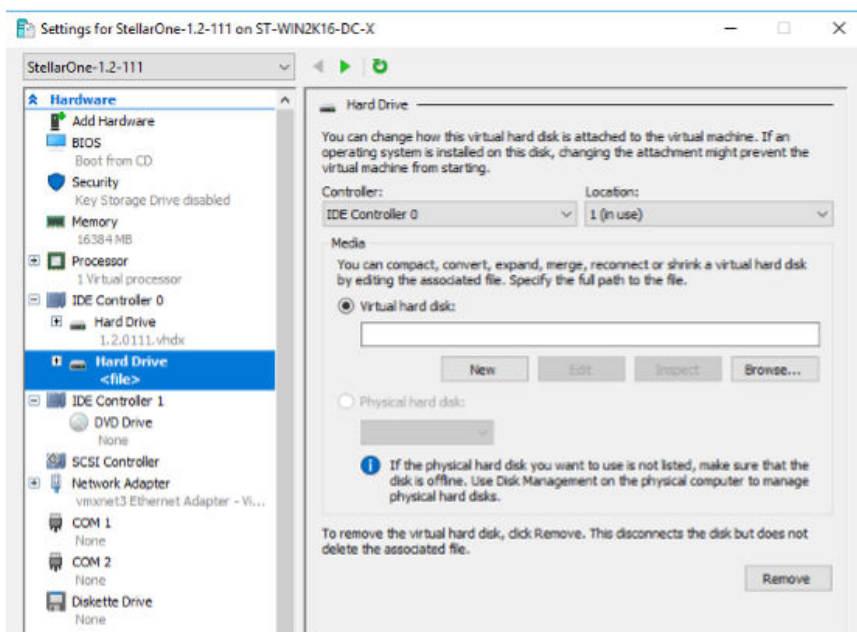 Settings for StellarOne-1.2-111 on ST-WIN2K16-DC-X
StellarOne-1.2-111
Hardware
Add Hardware
BIOS
Boot from CD
Security
Key Storage Drive disabled
Memory
16384 MB
Processor
1 Virtual processor
IDE Controller 0
Hard Drive
1.2.0111.vhdx
Hard Drive
<file>
IDE Controller 1
DVD Drive
None
SCSI Controller
Network Adapter
vmxnet3 Ethernet Adapter - Vi...
COM 1
None
COM 2
None
Diskette Drive
None
Hard Drive
You can change how this virtual hard disk is attached to the virtual machine. If an
operating system is installed on this disk, changing the attachment might prevent the
virtual machine from starting.
Controller:
Location:
IDE Controller 0
1 (in use)
Media
You can compact, convert, expand, merge, reconnect or shrink a virtual hard disk
by editing the associated file. Specify the full path to the file.
Virtual hard disk:
New
Edit
Inspect
Browse...
Physical hard disk:
If the physical hard disk you want to use is not listed, make sure that the
disk is offline. Use Disk Management on the physical computer to manage
physical hard disks.
To remove the virtual hard disk, click Remove. This disconnects the disk but does not
delete the associated file.
Remove